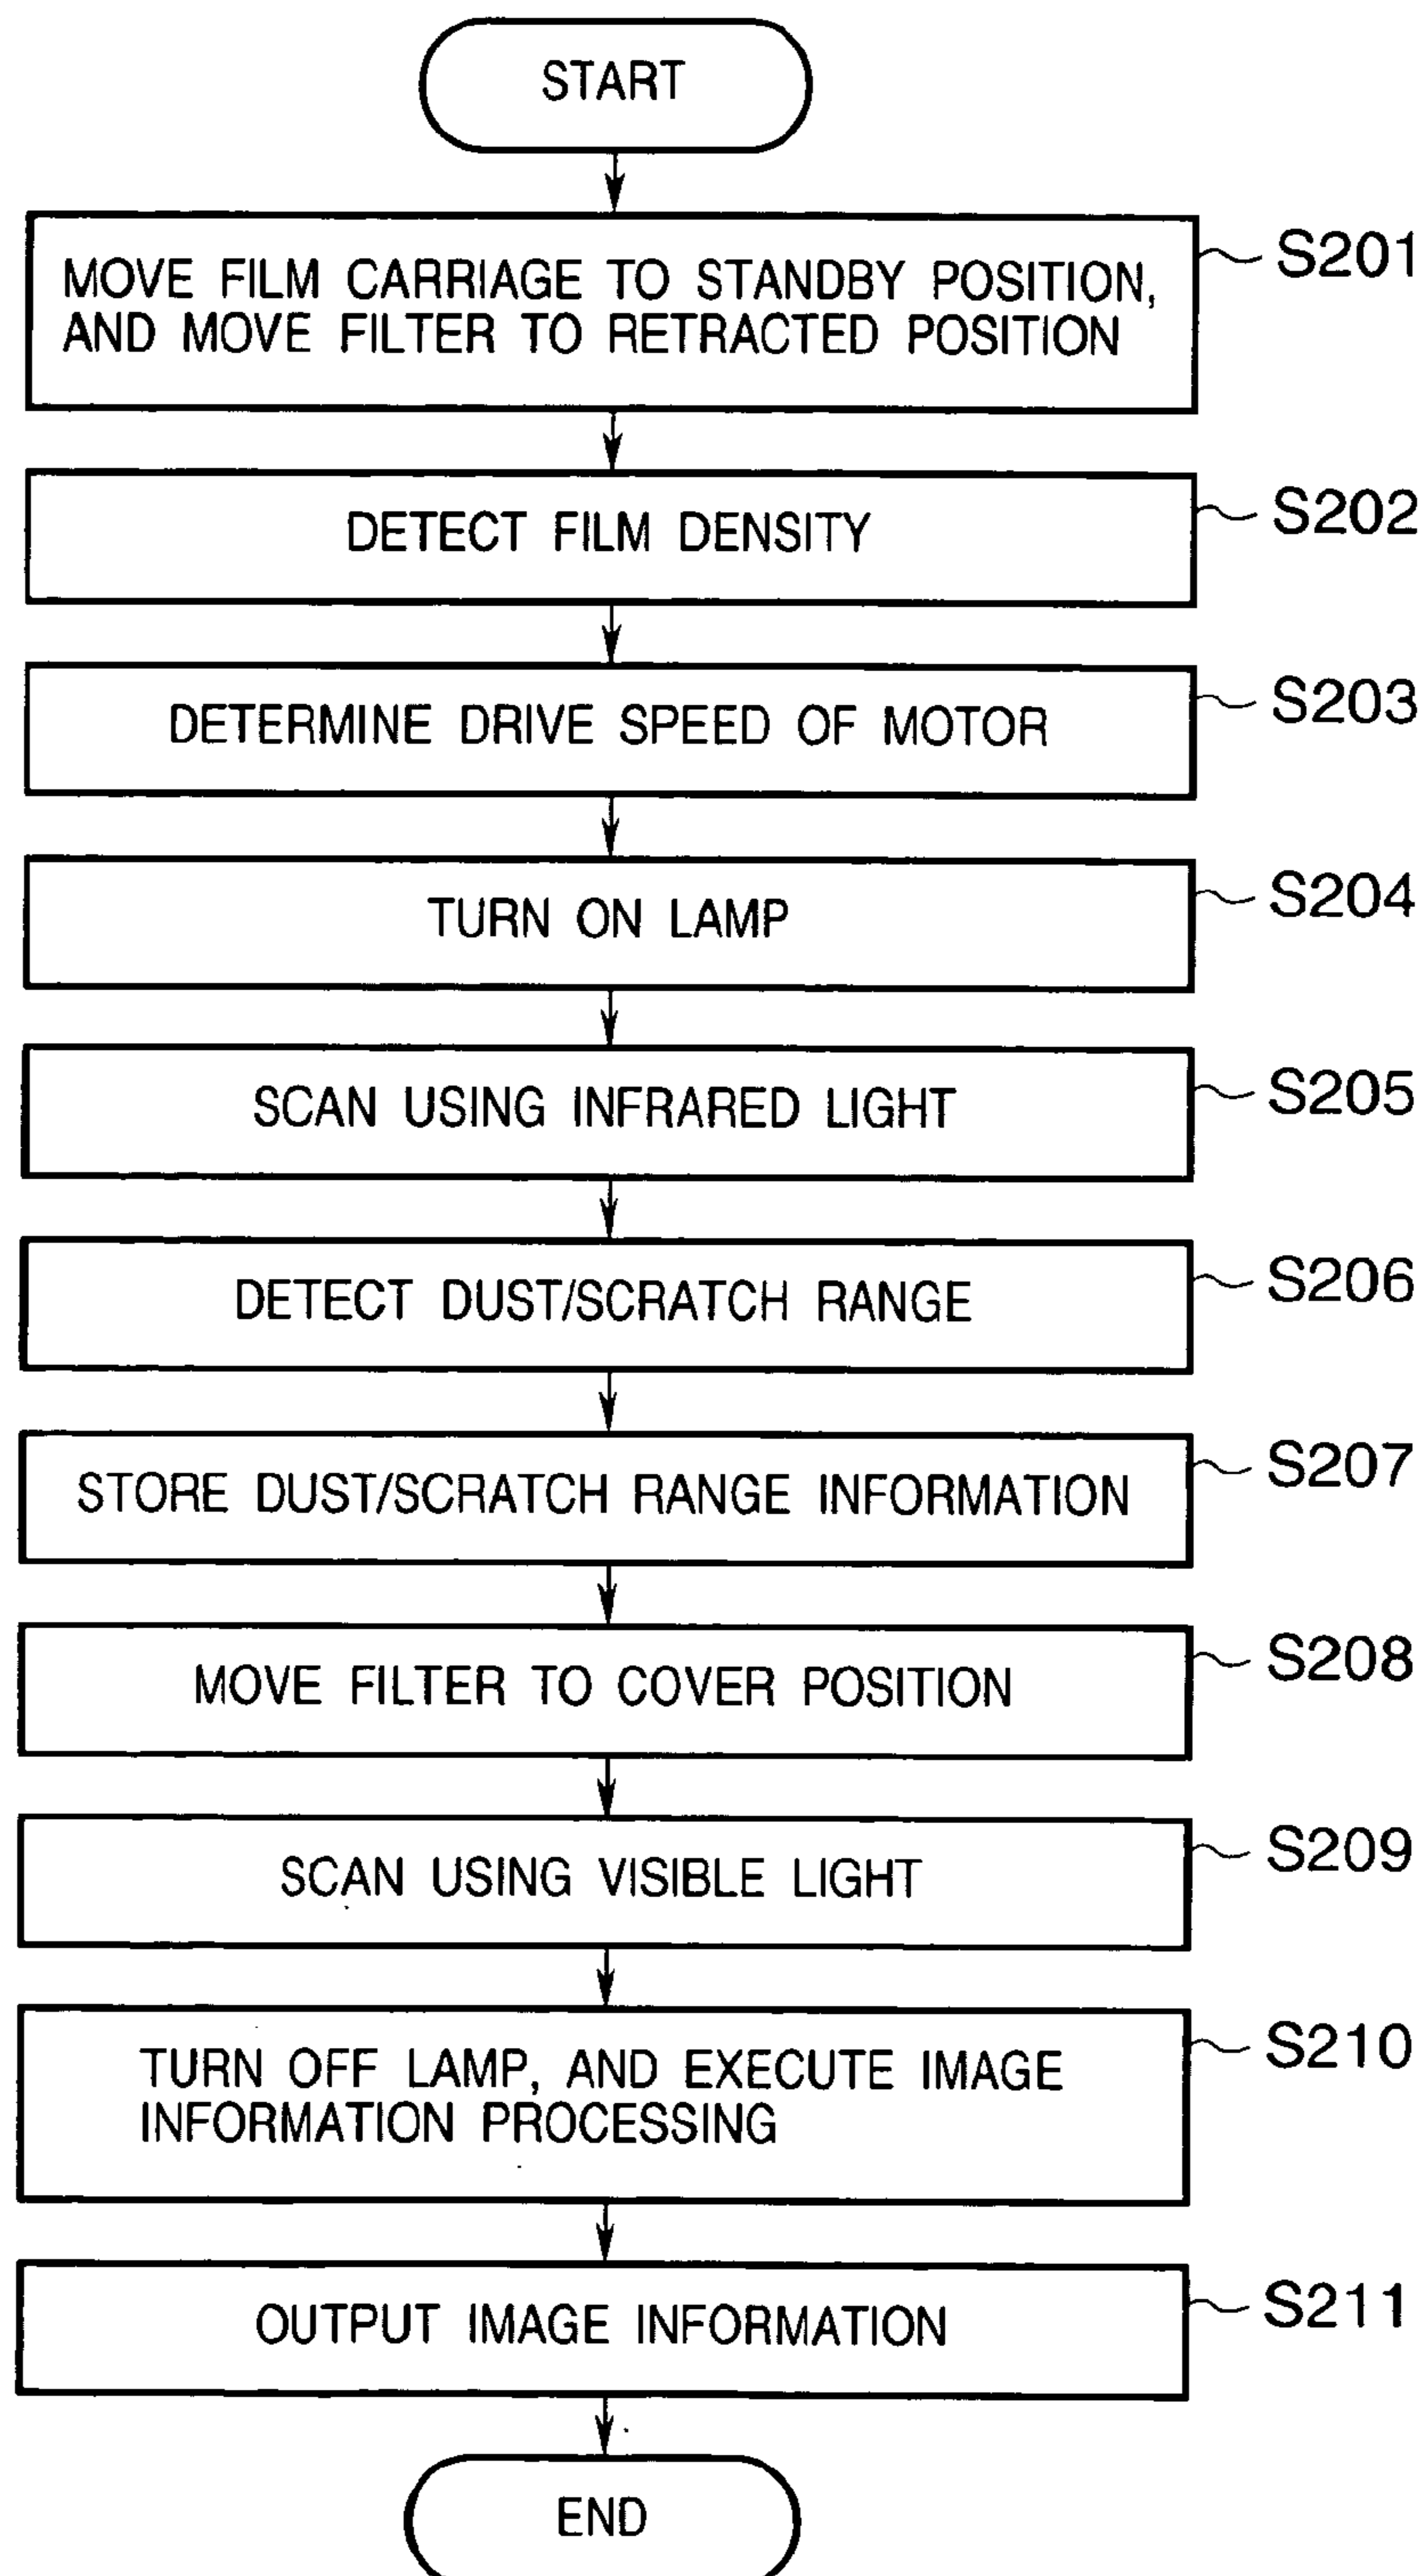 START
MOVE FILM CARRIAGE TO STANDBY POSITION,
AND MOVE FILTER TO RETRACTED POSITION
S201
DETECT FILM DENSITY
S202
DETERMINE DRIVE SPEED OF MOTOR
S203
TURN ON LAMP
S204
SCAN USING INFRARED LIGHT
S205
DETECT DUST/SCRATCH RANGE
S206
STORE DUST/SCRATCH RANGE INFORMATION
S207
MOVE FILTER TO COVER POSITION
S208
SCAN USING VISIBLE LIGHT
S209
TURN OFF LAMP, AND EXECUTE IMAGE
INFORMATION PROCESSING
S210
OUTPUT IMAGE INFORMATION
S211
END